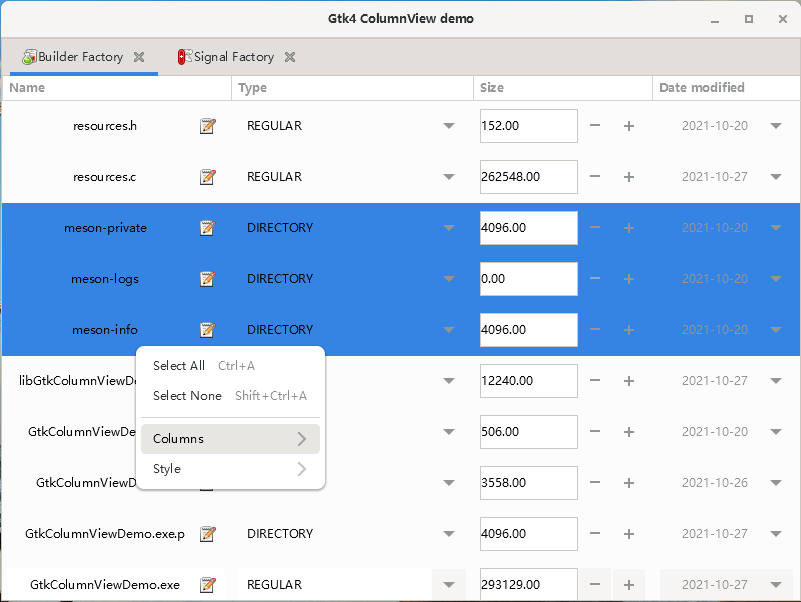 Gtk4 ColumnView demo
Builder Factory Signal Factory
Name Type Size Date modified
resources.h REGULAR 152.00 2021-10-20
resources.c REGULAR 262548.00 2021-10-27
meson-private DIRECTORY 4096.00 2021-10-20
meson-logs DIRECTORY 0.00 2021-10-20
meson-info DIRECTORY 4096.00 2021-10-20
Select All Ctrl+A
libGtkColumnViewD 12240.00 2021-10-27
Select None Shift+Ctrl+A
GtkColumnViewDe 506.00 2021-10-20
Columns
Style
GtkColumnViewD 3558.00 2021-10-26
GtkColumnViewDemo.exe.p DIRECTORY 4096.00 2021-10-27
GtkColumnViewDemo.exe REGULAR 293129.00 2021-10-27